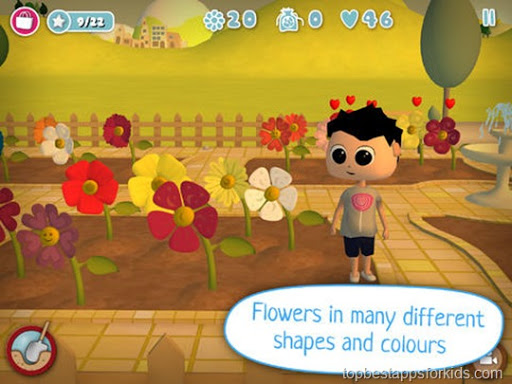 9/22 20 0 46
Flowers in many different
shapes and colours
topbestappsforkids.com